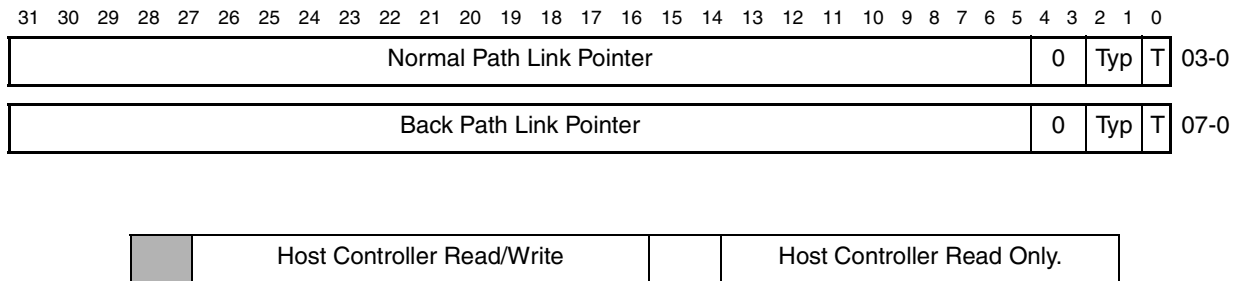 31 30 29 28 27 26 25 24 23 22 21 20 19 18 17 16 15 14 13 12 11 10 9 8 7 6 5 4 3 2 1 0
Normal Path Link Pointer 0 Typ T 03-0
Back Path Link Pointer 0 Typ T 07-0
Host Controller Read/Write Host Controller Read Only.